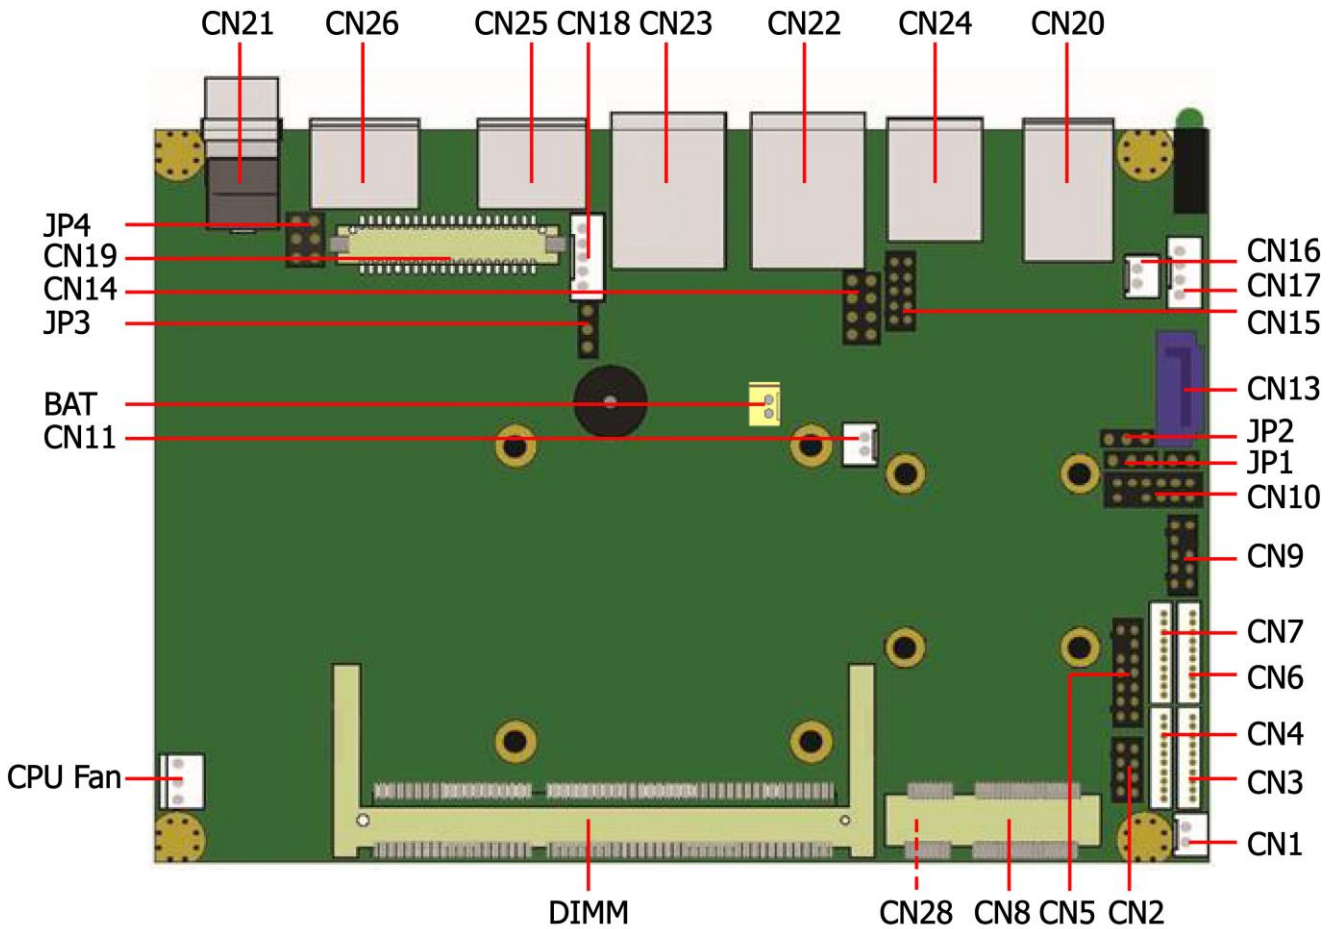 CN21 CN26 CN25 CN18 CN23 CN22 CN24 CN20
JP4
CN19
CN14
JP3
BAT
CN11
CPU Fan
CN16
CN17
CN15
CN13
JP2
JP1
CN10
CN9
CN7
CN6
CN4
CN3
CN1
DIMM CN28 CN8 CN5 CN2